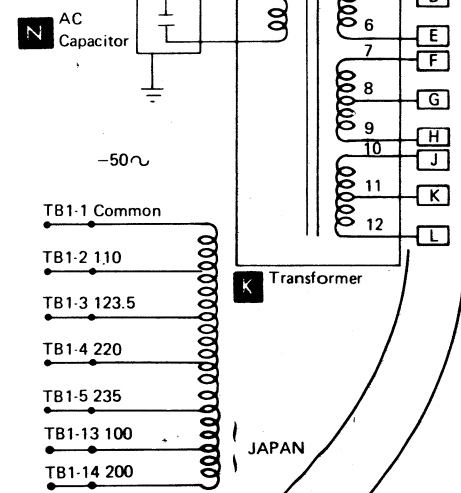 N AC
Capacitor
6
E
7
F
8
G
9
H
10
J
11
K
12
L
−50∿
TB1-1 Common
TB1-2 110
TB1-3 123.5
TB1-4 220
TB1-5 235
TB1-13 100
TB1-14 200
K Transformer
JAPAN